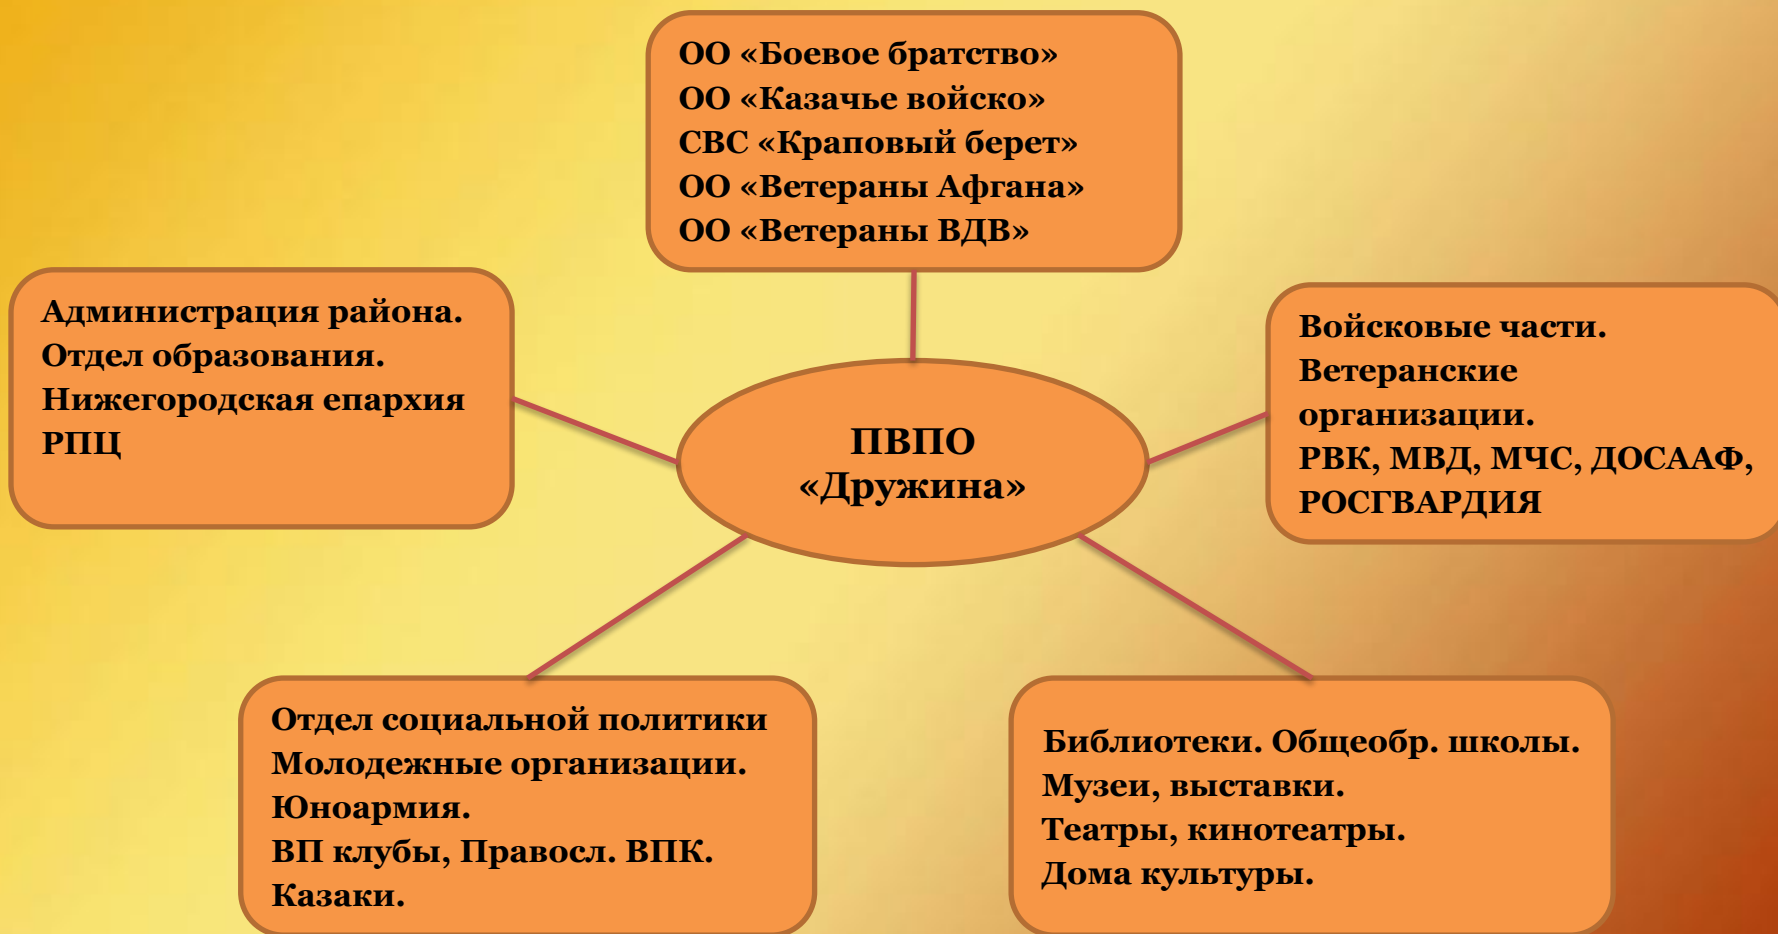 ОО «Боевое братство»
ОО «Казачье войско»
СВС «Краповый берет»
ОО «Ветераны Афгана»
ОО «Ветераны ВДВ»
Администрация района.
Отдел образования.
Нижегородская епархия
РПЦ
Войсковые части.
Ветеранские
организации.
РВК, МВД, МЧС, ДОСААФ,
РОСГВАРДИЯ
ПВПО
«Дружина»
Отдел социальной политики
Молодежные организации.
Юноармия.
ВП клубы, Правосл. ВПК.
Казаки.
Библиотеки. Общеобр. школы.
Музеи, выставки.
Театры, кинотеатры.
Дома культуры.